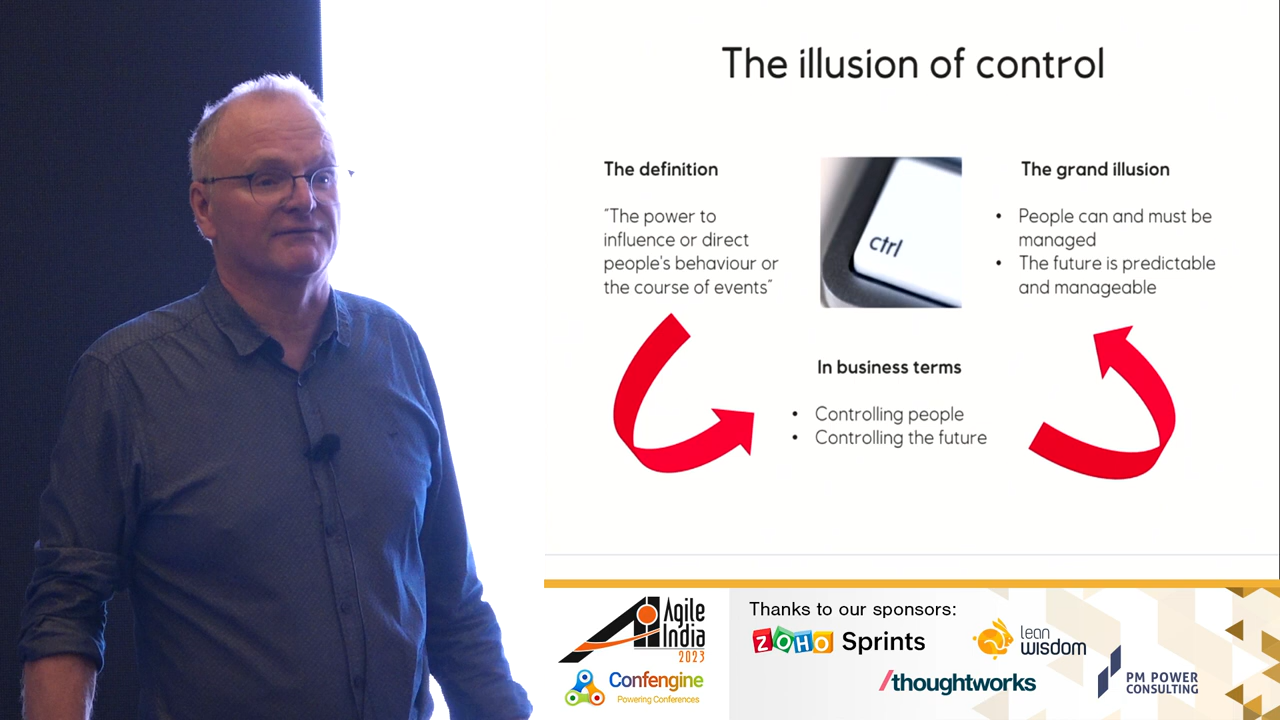 The illusion of control
The definition
"The power to
influence or direct
people's behaviour or
the course of events"
ctrl
The grand illusion
• People can and must be
managed
• The future is predictable
and manageable
In business terms
• Controlling people
• Controlling the future
Agile
India
2023
Confengine
Powering Conferences
Thanks to our sponsors:
ZOHO Sprints
lean
wisdom
/thoughtworks
PM POWER
CONSULTING